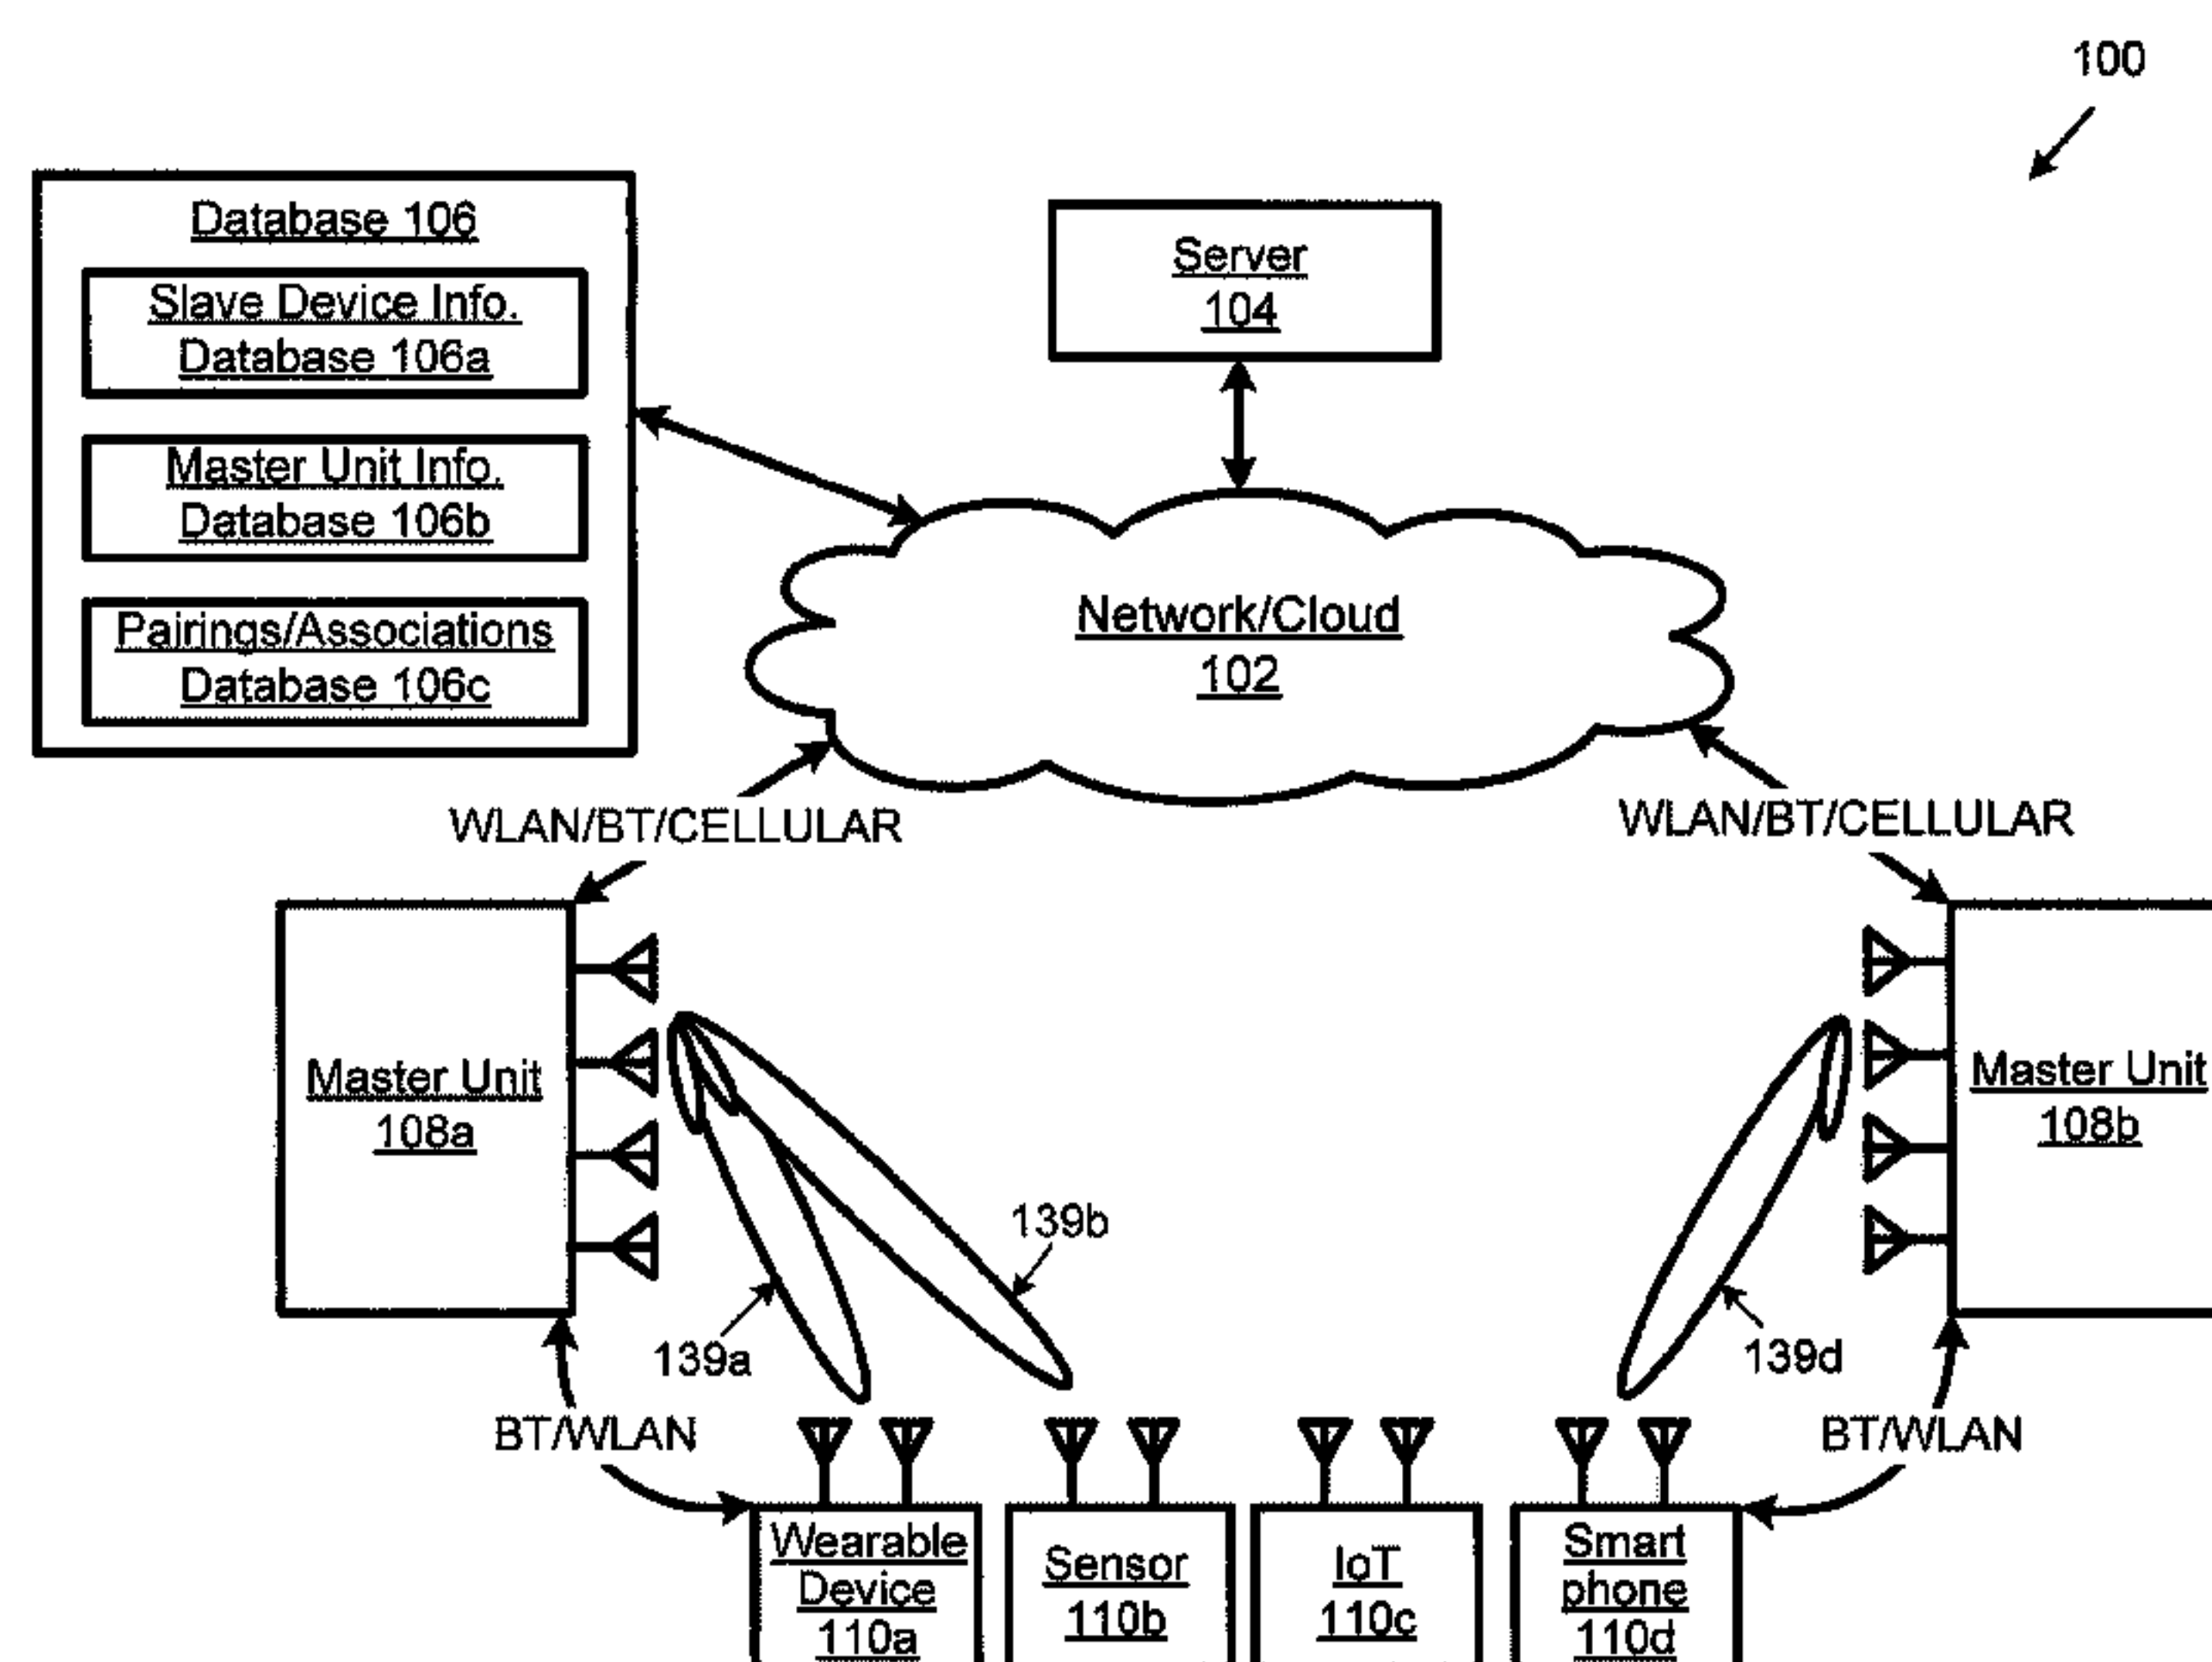 100
Database 106
Slave Device Info.
Database 106a
Master Unit Info.
Database 106b
Pairings/Associations
Database 106c
Server
104
Network/Cloud
102
WLAN/BT/CELLULAR
WLAN/BT/CELLULAR
Master Unit
108a
Master Unit
108b
139a
139b
139d
BT/WLAN
BT/WLAN
Wearable
Device
110a
Sensor
110b
IoT
110c
Smart
phone
110d